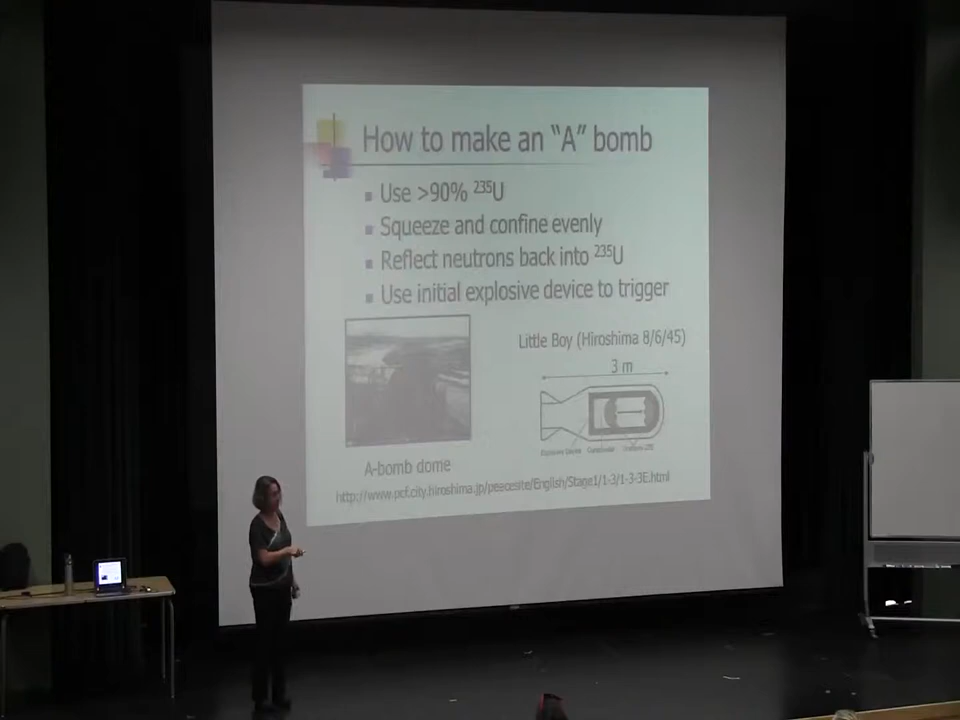 How to make an "A" bomb
Use >90% ²³⁵U
Squeeze and confine evenly
Reflect neutrons back into ²³⁵U
Use initial explosive device to trigger
Little Boy (Hiroshima 8/6/45)
3 m
A-bomb dome
http://www.pcf.city.hiroshima.jp/peecesite/English/Stage1/1-3/1-3-3E.html